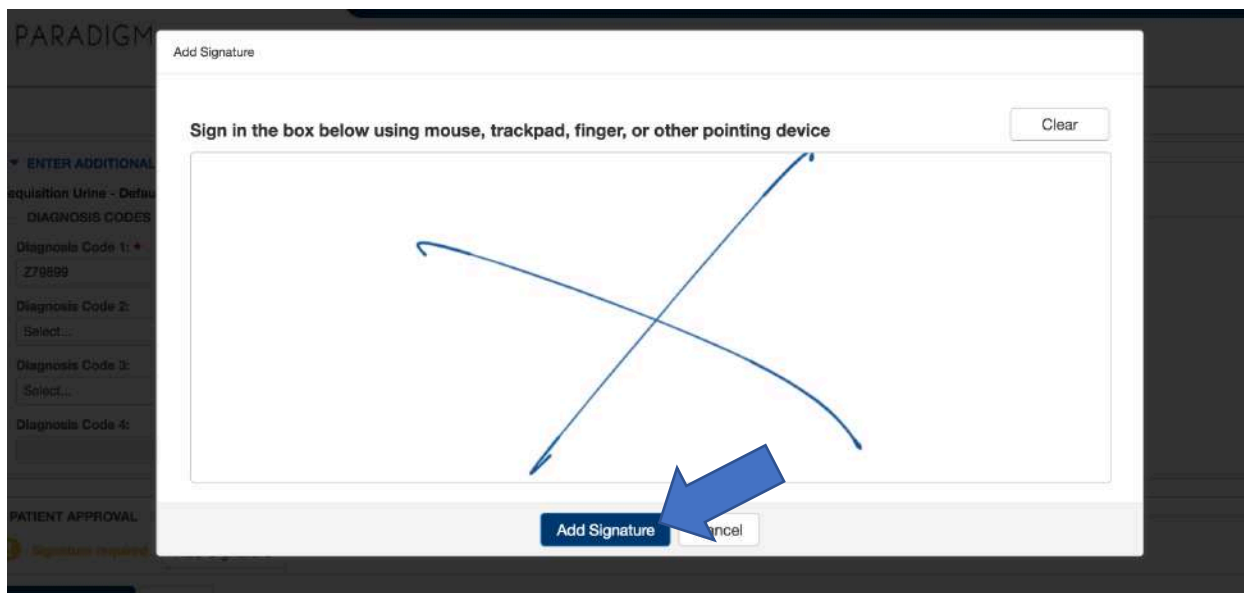 PARADIGM
Add Signature
Sign in the box below using mouse, trackpad, finger, or other pointing device
Clear
ENTER ADDITIONAL
equisition Urine - Defau
DIAGNOSIS CODES
Diagnosis Code 1:
Z79899
Diagnosis Code 2:
Select...
Diagnosis Code 3:
Select...
Diagnosis Code 4:
PATIENT APPROVAL
Signature required
Add Signature
ncel